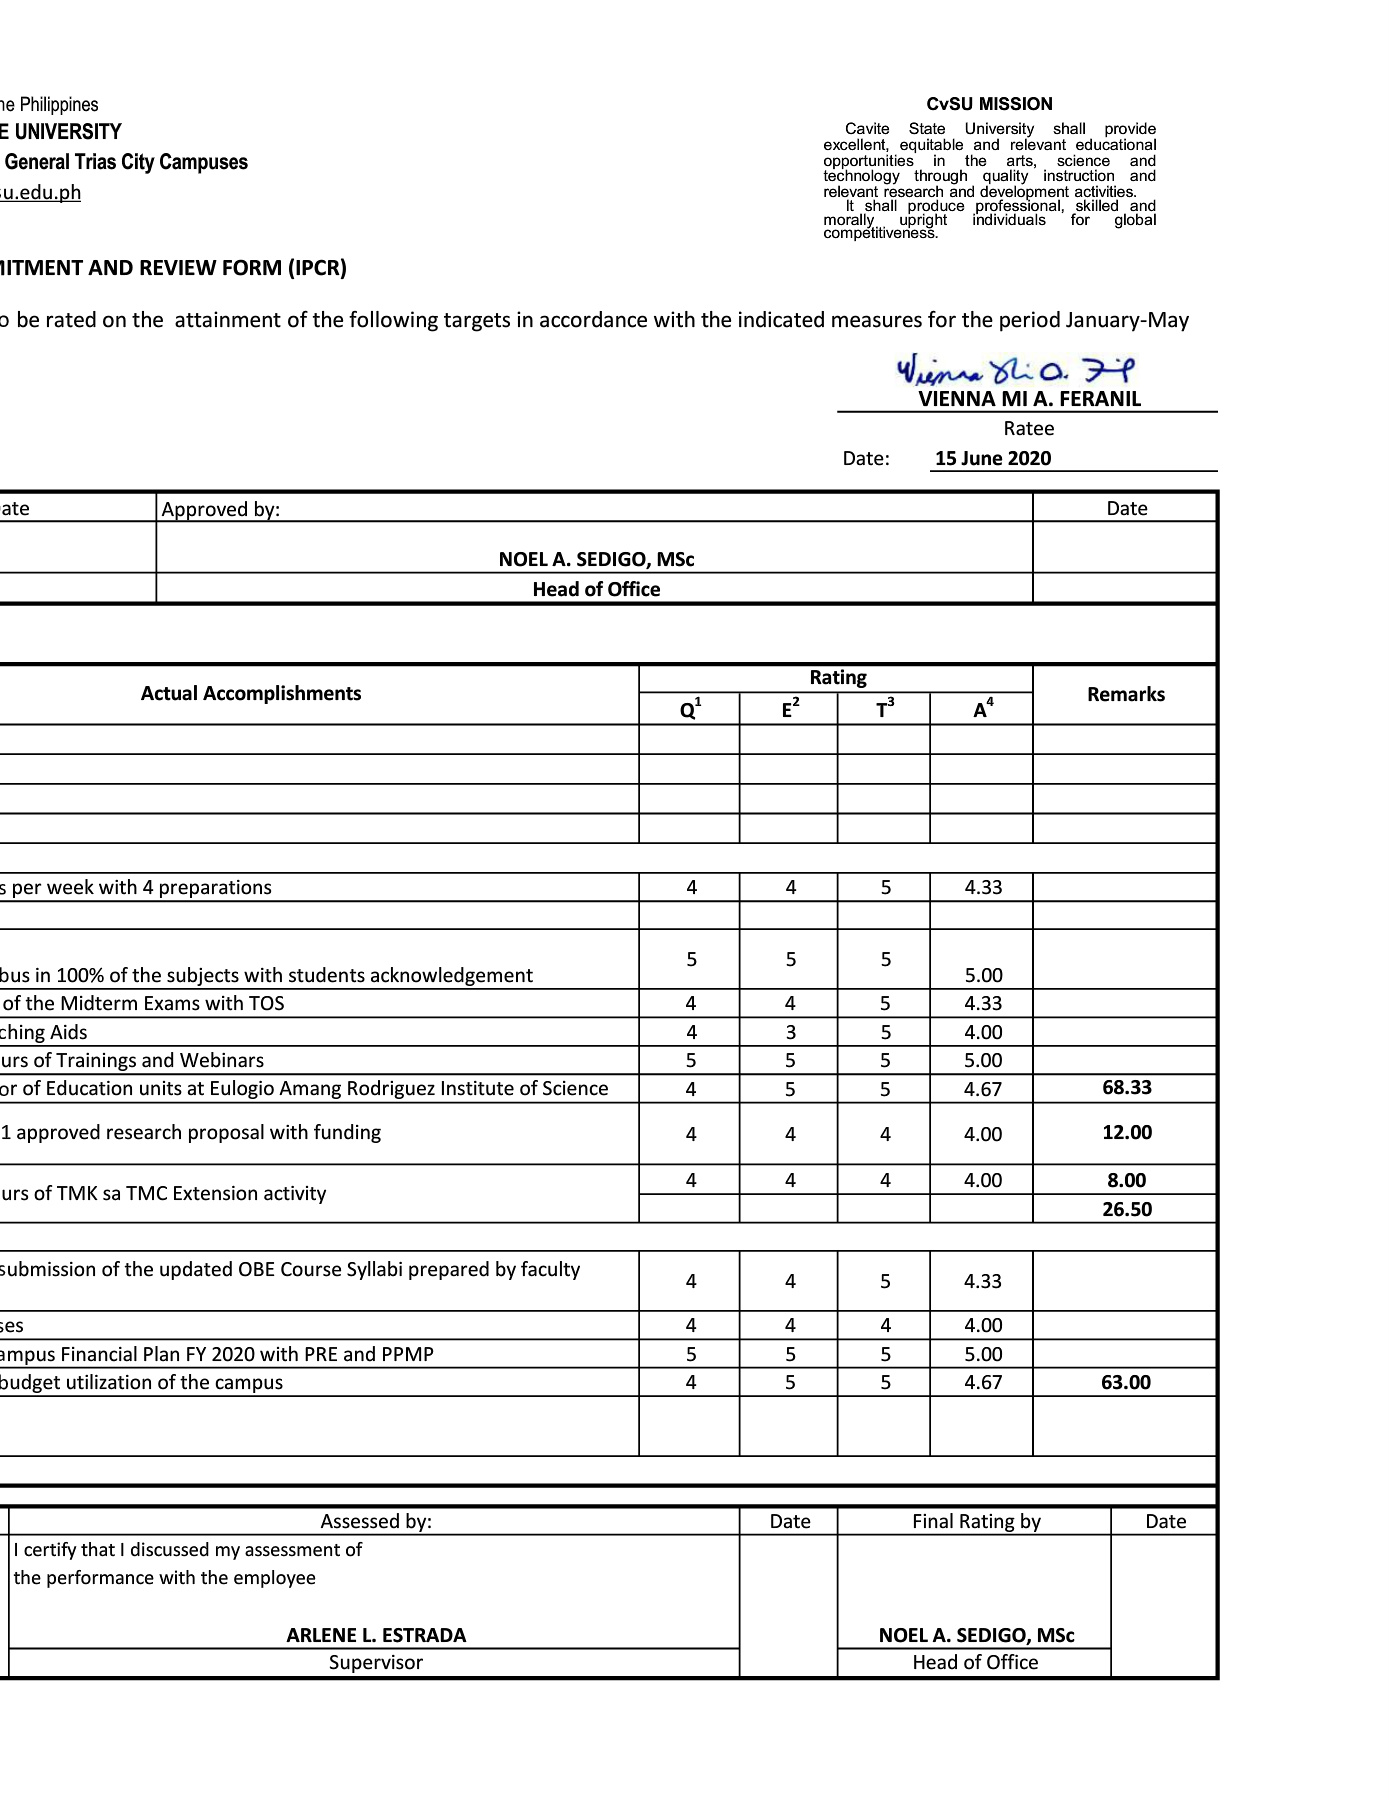 ne Philippines
E UNIVERSITY
General Trias City Campuses
su.edu.ph
CvSU MISSION
Cavite State University shall provide
excellent, equitable and relevant educational
opportunities in the arts, science and
technology through quality instruction and
relevant research and development activities.
It shall produce professional, skilled and
morally upright individuals for global
competitiveness.
MITMENT AND REVIEW FORM (IPCR)
o be rated on the attainment of the following targets in accordance with the indicated measures for the period January-May
VIENNA MI A. FERANIL
Ratee
Date: 15 June 2020
ate Approved by: Date
NOEL A. SEDIGO, MSc
Head of Office
Actual Accomplishments Rating Remarks
Q1 E2 T3 A4
s per week with 4 preparations 4 4 5 4.33
bus in 100% of the subjects with students acknowledgement 5 5 5 5.00
of the Midterm Exams with TOS 4 4 5 4.33
ching Aids 4 3 5 4.00
urs of Trainings and Webinars 5 5 5 5.00
or of Education units at Eulogio Amang Rodriguez Institute of Science 4 5 5 4.67 68.33
1 approved research proposal with funding 4 4 4 4.00 12.00
urs of TMK sa TMC Extension activity 4 4 4 4.00 8.00
26.50
submission of the updated OBE Course Syllabi prepared by faculty 4 4 5 4.33
ses 4 4 4 4.00
ampus Financial Plan FY 2020 with PRE and PPMP 5 5 5 5.00
budget utilization of the campus 4 5 5 4.67 63.00
Assessed by: Date Final Rating by Date
I certify that I discussed my assessment of
the performance with the employee
ARLENE L. ESTRADA NOEL A. SEDIGO, MSc
Supervisor Head of Office